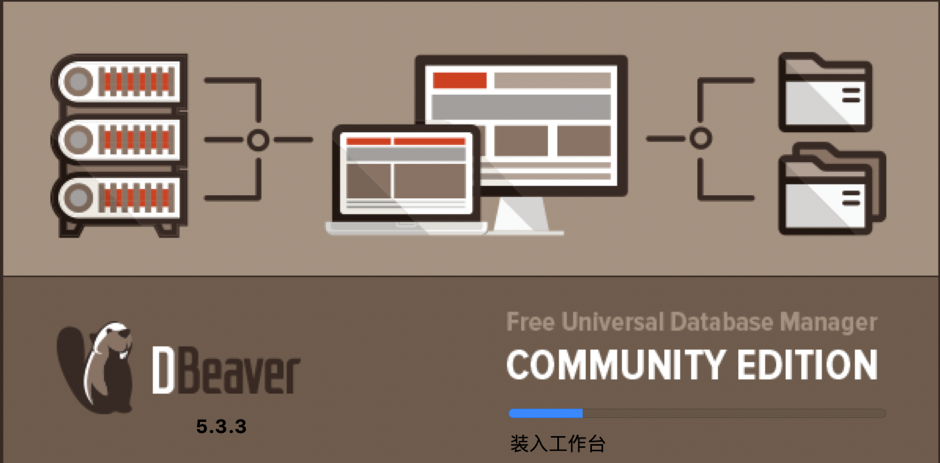 DBeaver
5.3.3
Free Universal Database Manager
COMMUNITY EDITION
装入工作台